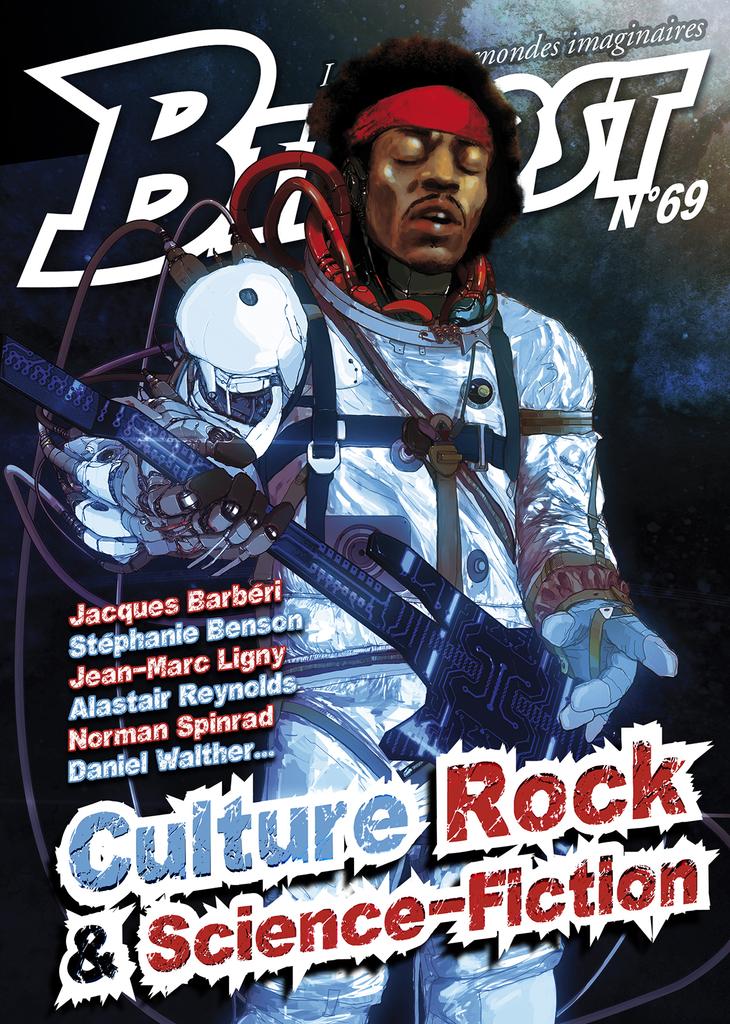 mondes imaginaires
N°69
Jacques Barbéri
Stéphanie Benson
Jean-Marc Ligny
Alastair Reynolds
Norman Spinrad
Daniel Walther...
Culture Rock
& Science-Fiction